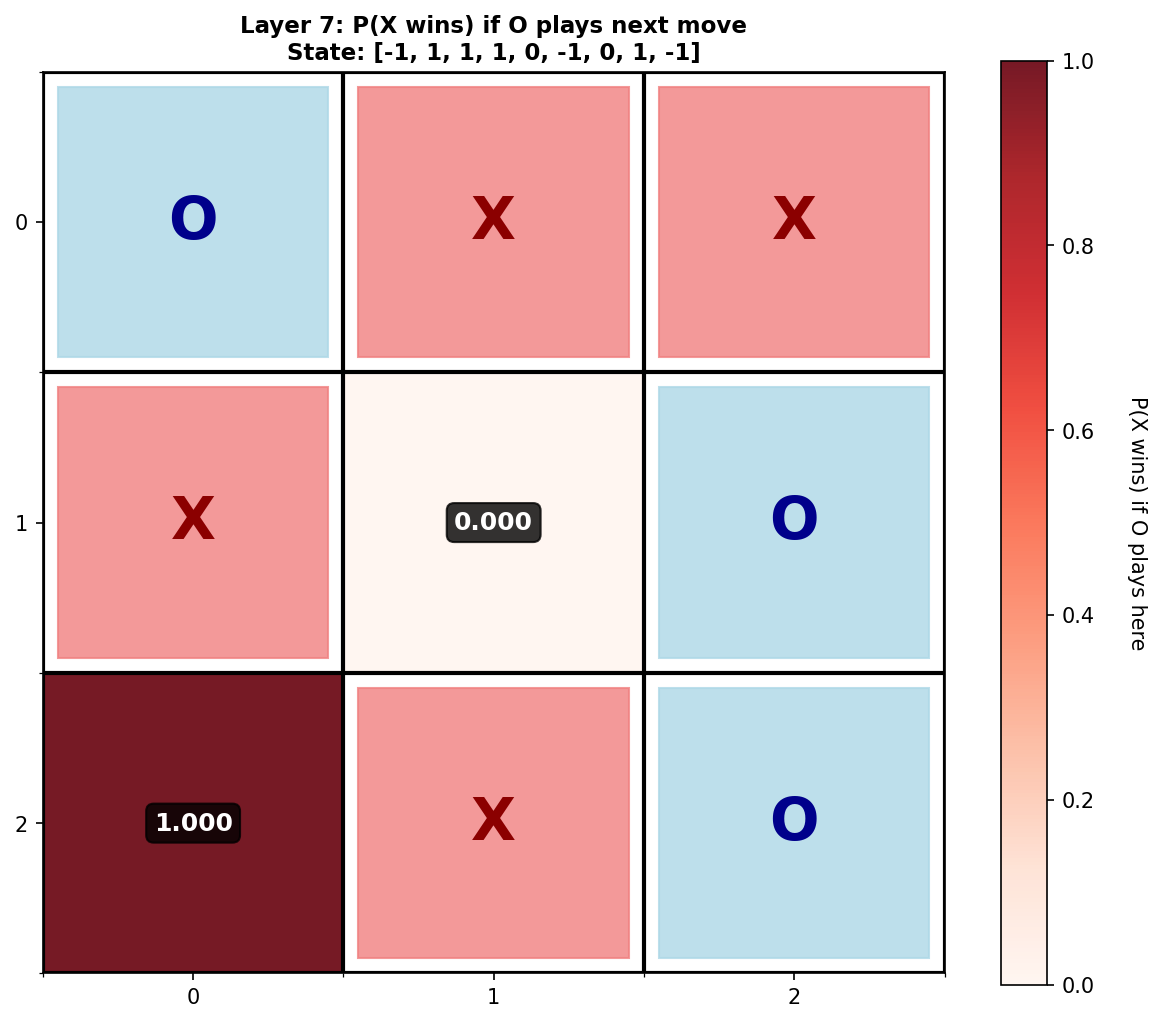 Layer 7: P(X wins) if O plays next move
State: [-1, 1, 1, 1, 0, -1, 0, 1, -1]
O
X
X
0
X
0.000
O
1
1.000
X
O
2
0
1
2
1.0
0.8
0.6
0.4
0.2
0.0
P(X wins) if O plays here